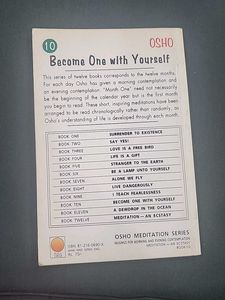 10
OSHO
Become One with Yourself
This series of twelve books corresponds to the twelve months.
For each day Osho has given a morning contemplation and
an evening contemplation. "Month One" need not necessarily
be the beginning of the calendar year but is the first month
you begin to read. These short, inspiring meditations have been
arranged to be read chronologically, or at random, as
Osho's understanding of life is developed through each month.
BOOK ONE SURRENDER TO EXISTENCE
BOOK TWO SAY YES!
BOOK THREE LOVE IS A FREE BIRD
BOOK FOUR LIFE IS A GIFT
BOOK FIVE STRANGER TO THE EARTH
BOOK SIX BE A LAMP UNTO YOURSELF
BOOK SEVEN ALONE WE FLY
BOOK EIGHT LIVE DANGEROUSLY
BOOK NINE I TEACH FEARLESSNESS
BOOK TEN BECOME ONE WITH YOURSELF
BOOK ELEVEN A DEWDROP IN THE OCEAN
BOOK TWELVE MEDITATION—AN ECSTASY
OSHO MEDITATION SERIES